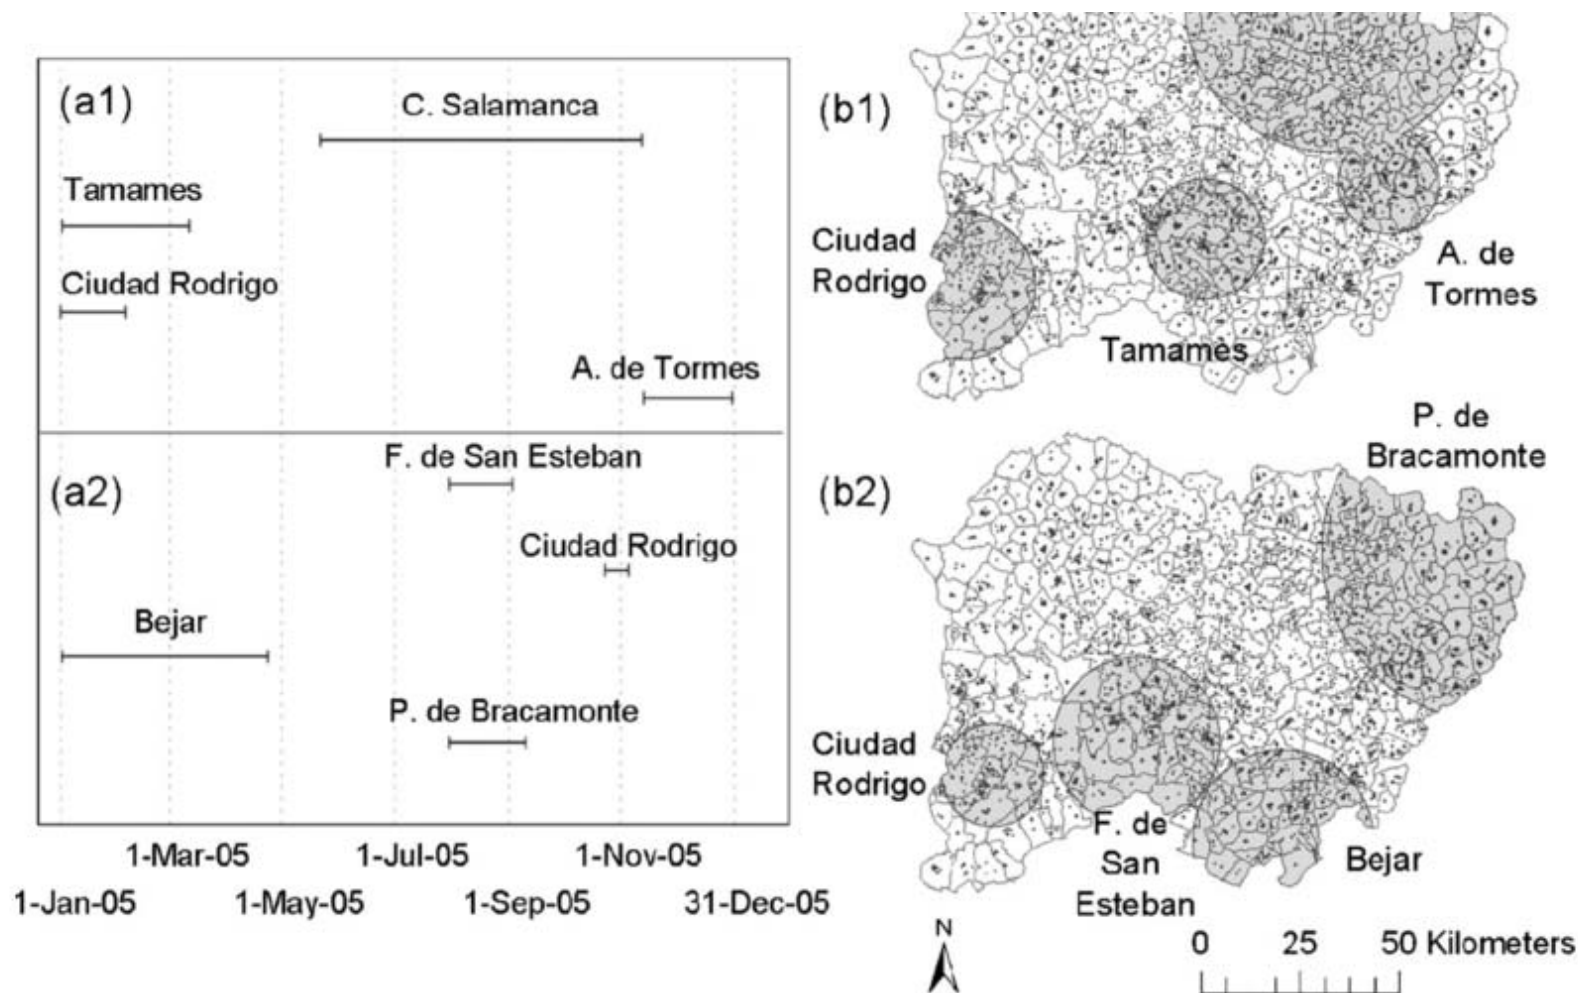 (a1)
C. Salamanca
Tamames
Ciudad Rodrigo
A. de Tormes
(a2)
F. de San Esteban
Ciudad Rodrigo
Bejar
P. de Bracamonte
1-Mar-05
1-Jul-05
1-Nov-05
1-Jan-05
1-May-05
1-Sep-05
31-Dec-05
(b1)
Ciudad
Rodrigo
Tamames
A. de
Tormes
(b2)
P. de
Bracamonte
Ciudad
Rodrigo
F. de
San
Esteban
Bejar
N
0 25 50 Kilometers